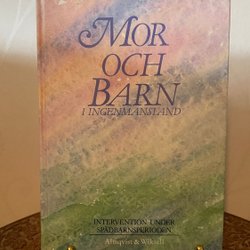 MOR
OCH
BARN
I INGENMANSLAND
INTERVENTION UNDER
SPÄDBARNSPERIODEN
Almqvist & Wiksell